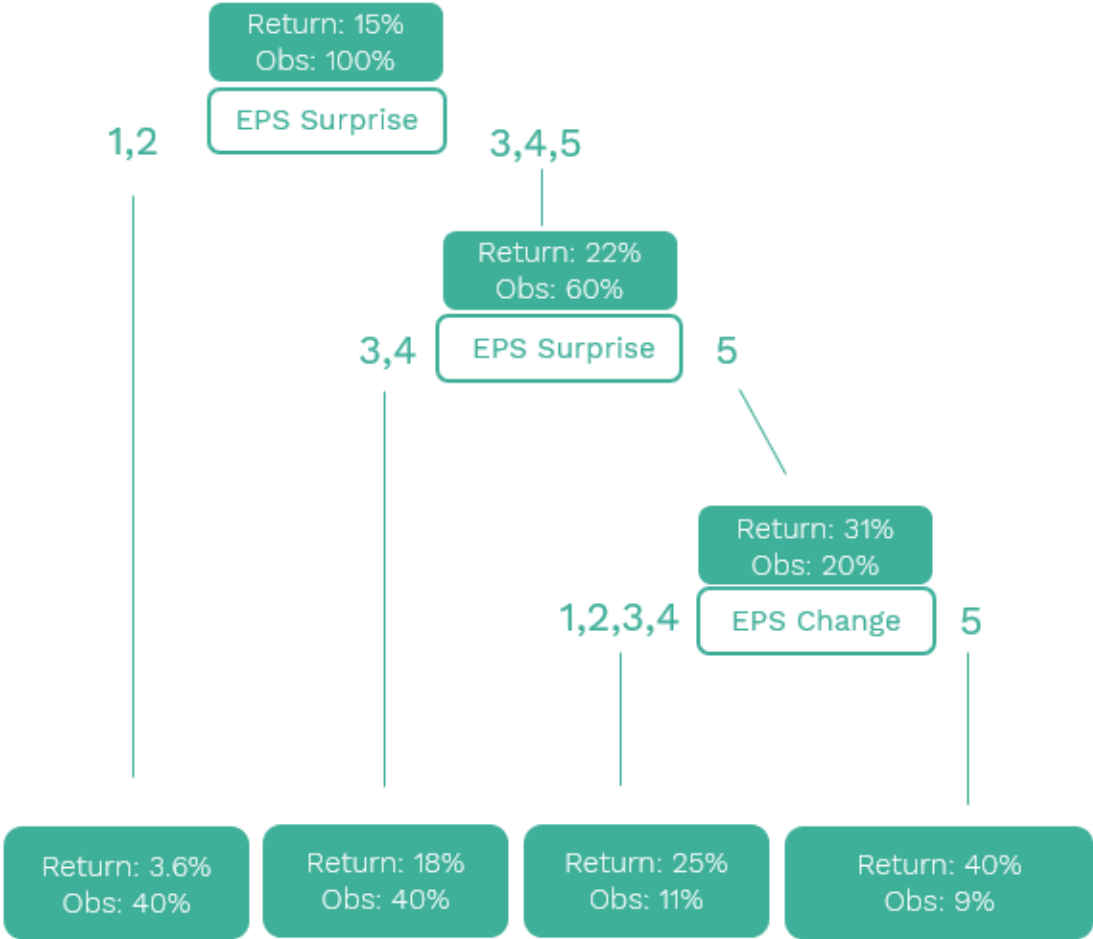 Return: 15%
Obs: 100%
EPS Surprise
1,2
3,4,5
Return: 22%
Obs: 60%
EPS Surprise
3,4
5
Return: 31%
Obs: 20%
EPS Change
1,2,3,4
5
Return: 3.6%
Obs: 40%
Return: 18%
Obs: 40%
Return: 25%
Obs: 11%
Return: 40%
Obs: 9%